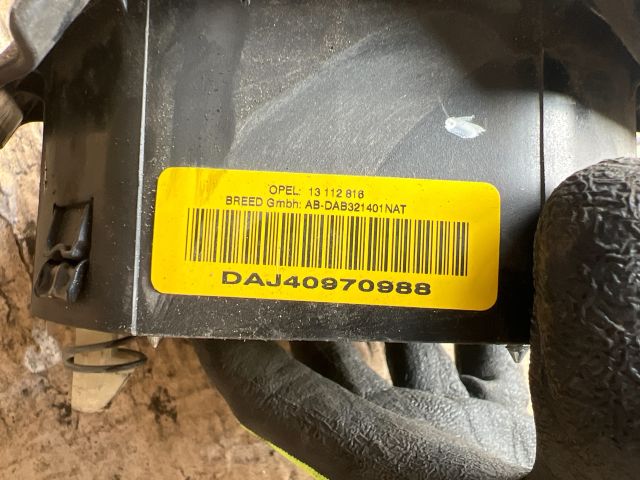 OPEL: 13 112 816
BREED Gmbh: AB-DAB321401NAT
DAJ40970988